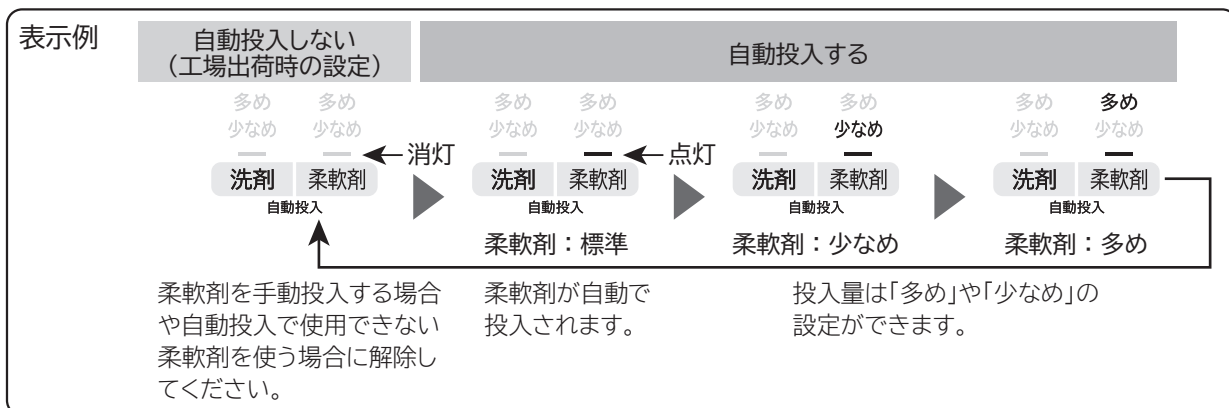 表示例
自動投入しない
（工場出荷時の設定）
自動投入する
多め 多め
少なめ 少なめ
消灯
洗剤 柔軟剤
自動投入
多め 多め
少なめ 少なめ
点灯
洗剤 柔軟剤
自動投入
柔軟剤：標準
多め 多め
少なめ 少なめ
洗剤 柔軟剤
自動投入
柔軟剤：少なめ
多め 多め
少なめ 少なめ
洗剤 柔軟剤
自動投入
柔軟剤：多め
柔軟剤を手動投入する場合
や自動投入で使用できない
柔軟剤を使う場合に解除し
てください。
柔軟剤が自動で
投入されます。
投入量は「多め」や「少なめ」の
設定ができます。